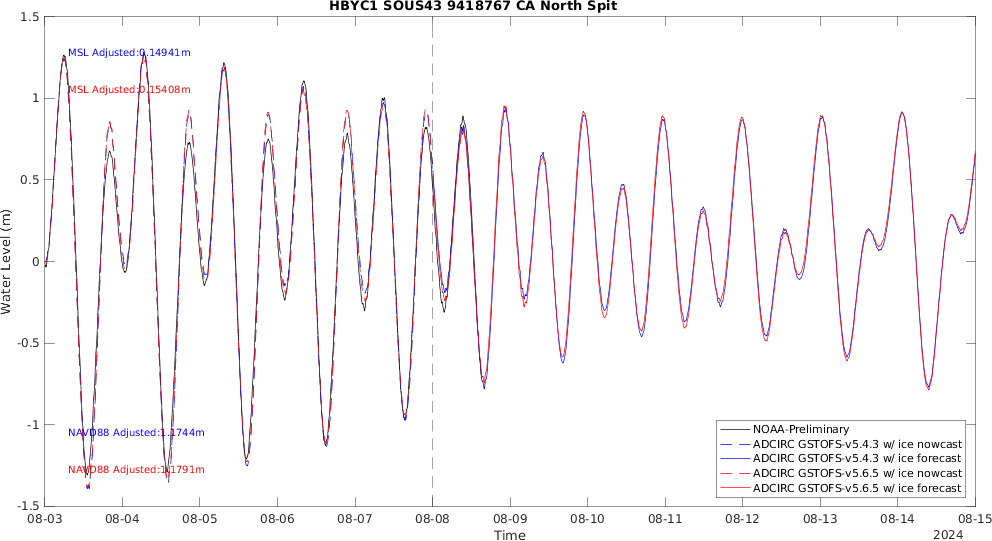 HBYC1 SOUS43 9418767 CA North Spit
1.5
1
0.5
0
-0.5
-1
-1.5
Water Level (m)
MSL Adjusted:0.14941m
MSL Adjusted:0.15408m
NAVD88 Adjusted:1.1744m
NAVD88 Adjusted:1.1791m
NOAA-Preliminary
ADCIRC GSTOFS-v5.4.3 w/ ice nowcast
ADCIRC GSTOFS-v5.4.3 w/ ice forecast
ADCIRC GSTOFS-v5.6.5 w/ ice nowcast
ADCIRC GSTOFS-v5.6.5 w/ ice forecast
08-03 08-04 08-05 08-06 08-07 08-08 08-09 08-10 08-11 08-12 08-13 08-14 08-15
Time
2024